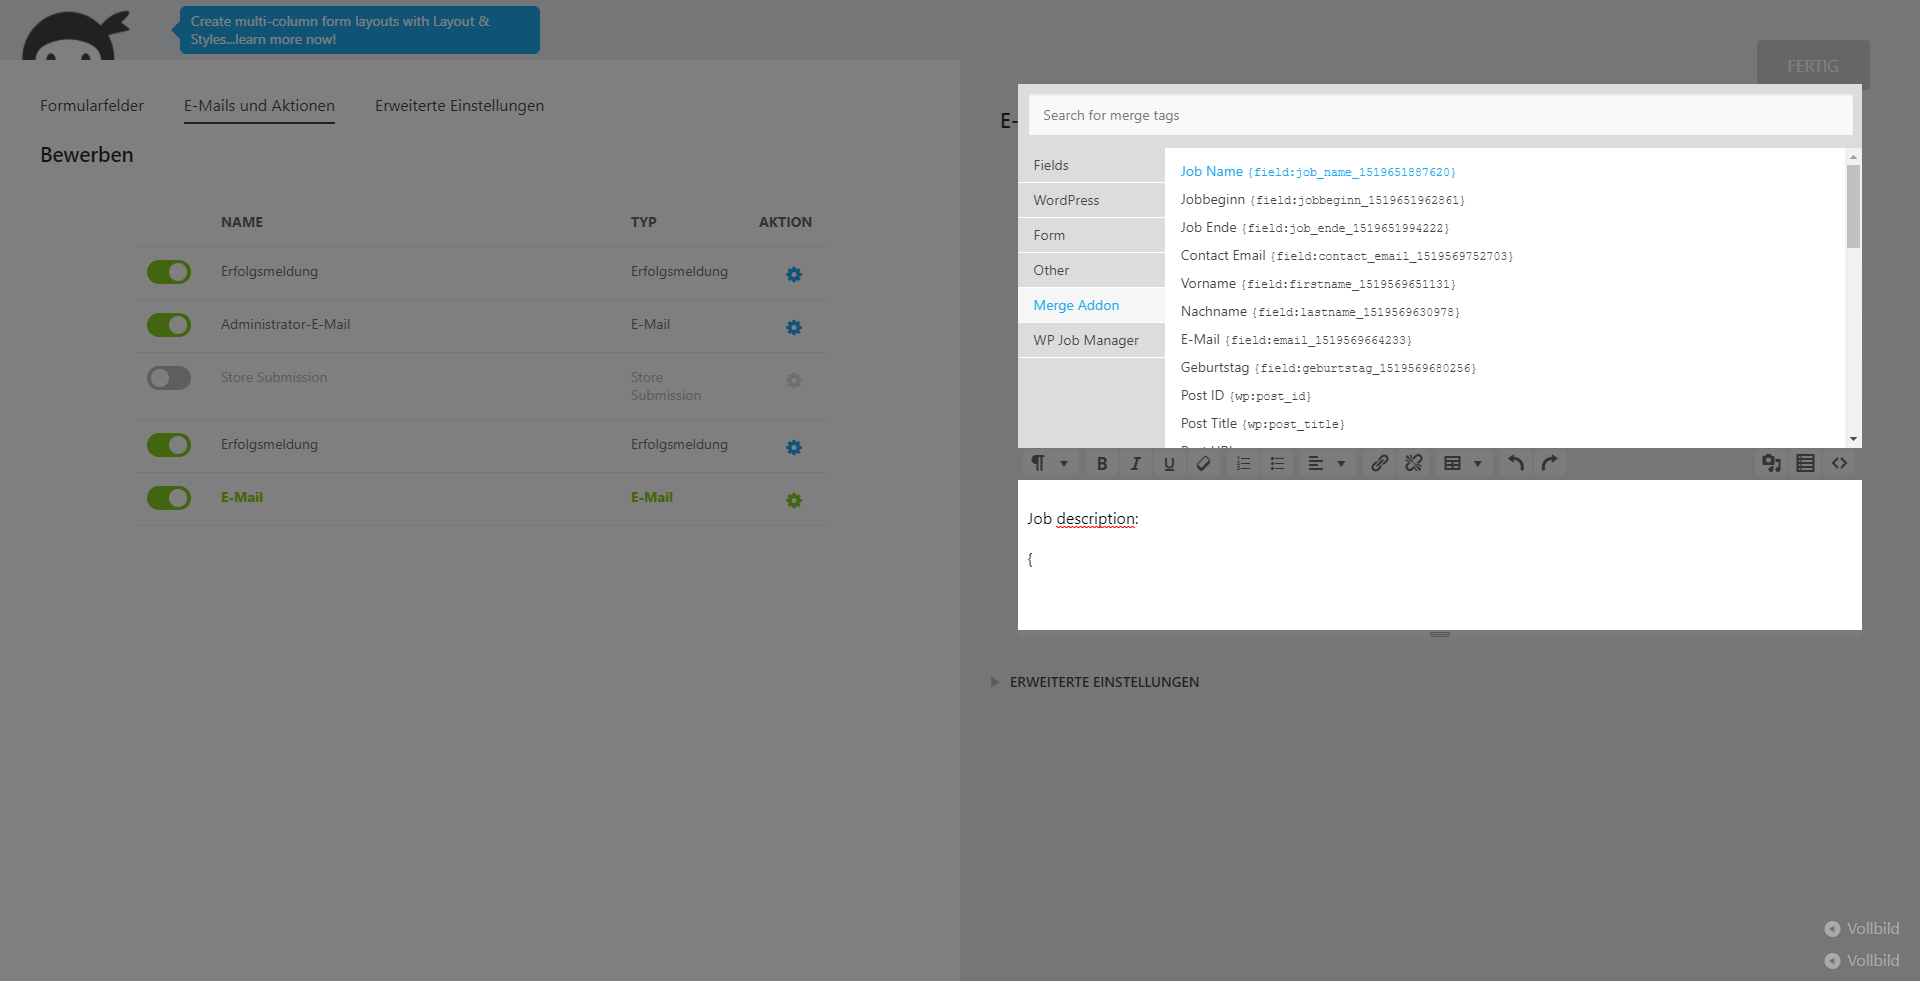 Create multi-column form layouts with Layout &
Styles...learn more now!
FERTIG
Formularfelder
E-Mails und Aktionen
Erweiterte Einstellungen
Bewerben
NAME
TYP
AKTION
Erfolgsmeldung
Erfolgsmeldung
Administrator-E-Mail
E-Mail
Store Submission
Store
Submission
Erfolgsmeldung
Erfolgsmeldung
E-Mail
E-Mail
E-
Search for merge tags
Fields
WordPress
Form
Other
Merge Addon
WP Job Manager
Job Name {field:job_name_1519651887620}
Jobbeginn {field:jobbeginn_1519651962861}
Job Ende {field:job_ende_1519651994222}
Contact Email {field:contact_email_1519569752703}
Vorname {field:firstname_1519569651131}
Nachname {field:lastname_1519569630978}
E-Mail {field:email_1519569664233}
Geburtstag {field:geburtstag_1519569680256}
Post ID {wp:post_id}
Post Title {wp:post_title}
Job description:
{
ERWEITERTE EINSTELLUNGEN
Vollbild
Vollbild